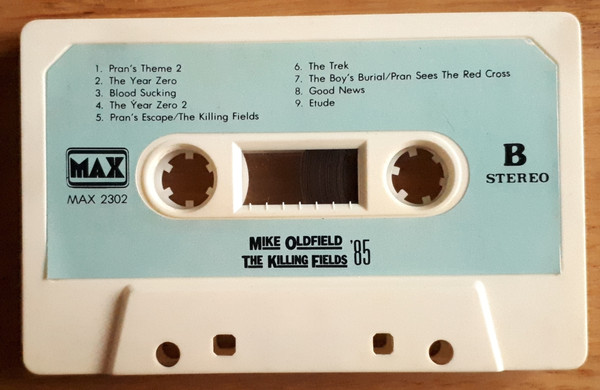 1. Pran's Theme 2
2. The Year Zero
3. Blood Sucking
4. The Year Zero 2
5. Pran's Escape/The Killing Fields
6. The Trek
7. The Boy's Burial/Pran Sees The Red Cross
8. Good News
9. Etude
MAX
MAX 2302
B
STEREO
MIKE OLDFIELD
THE KILLING FIELDS '85